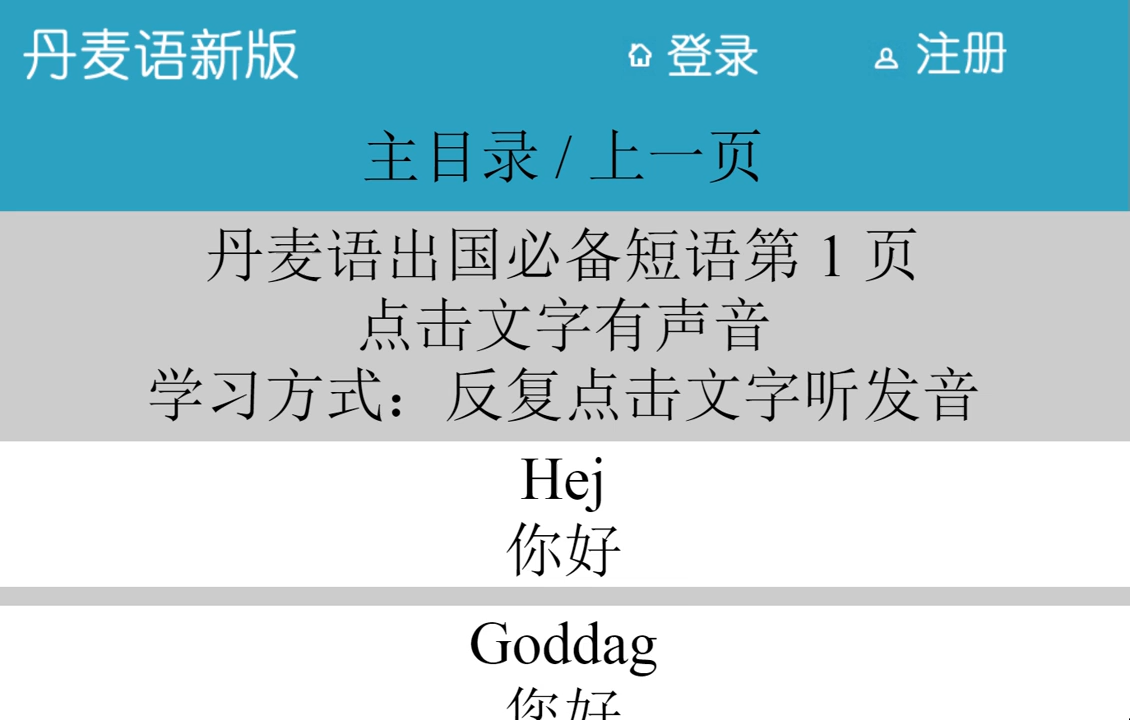 丹麦语新版 登录 注册
主目录 / 上一页
丹麦语出国必备短语第 1 页
点击文字有声音
学习方式：反复点击文字听发音
Hej
你好
Goddag
您好